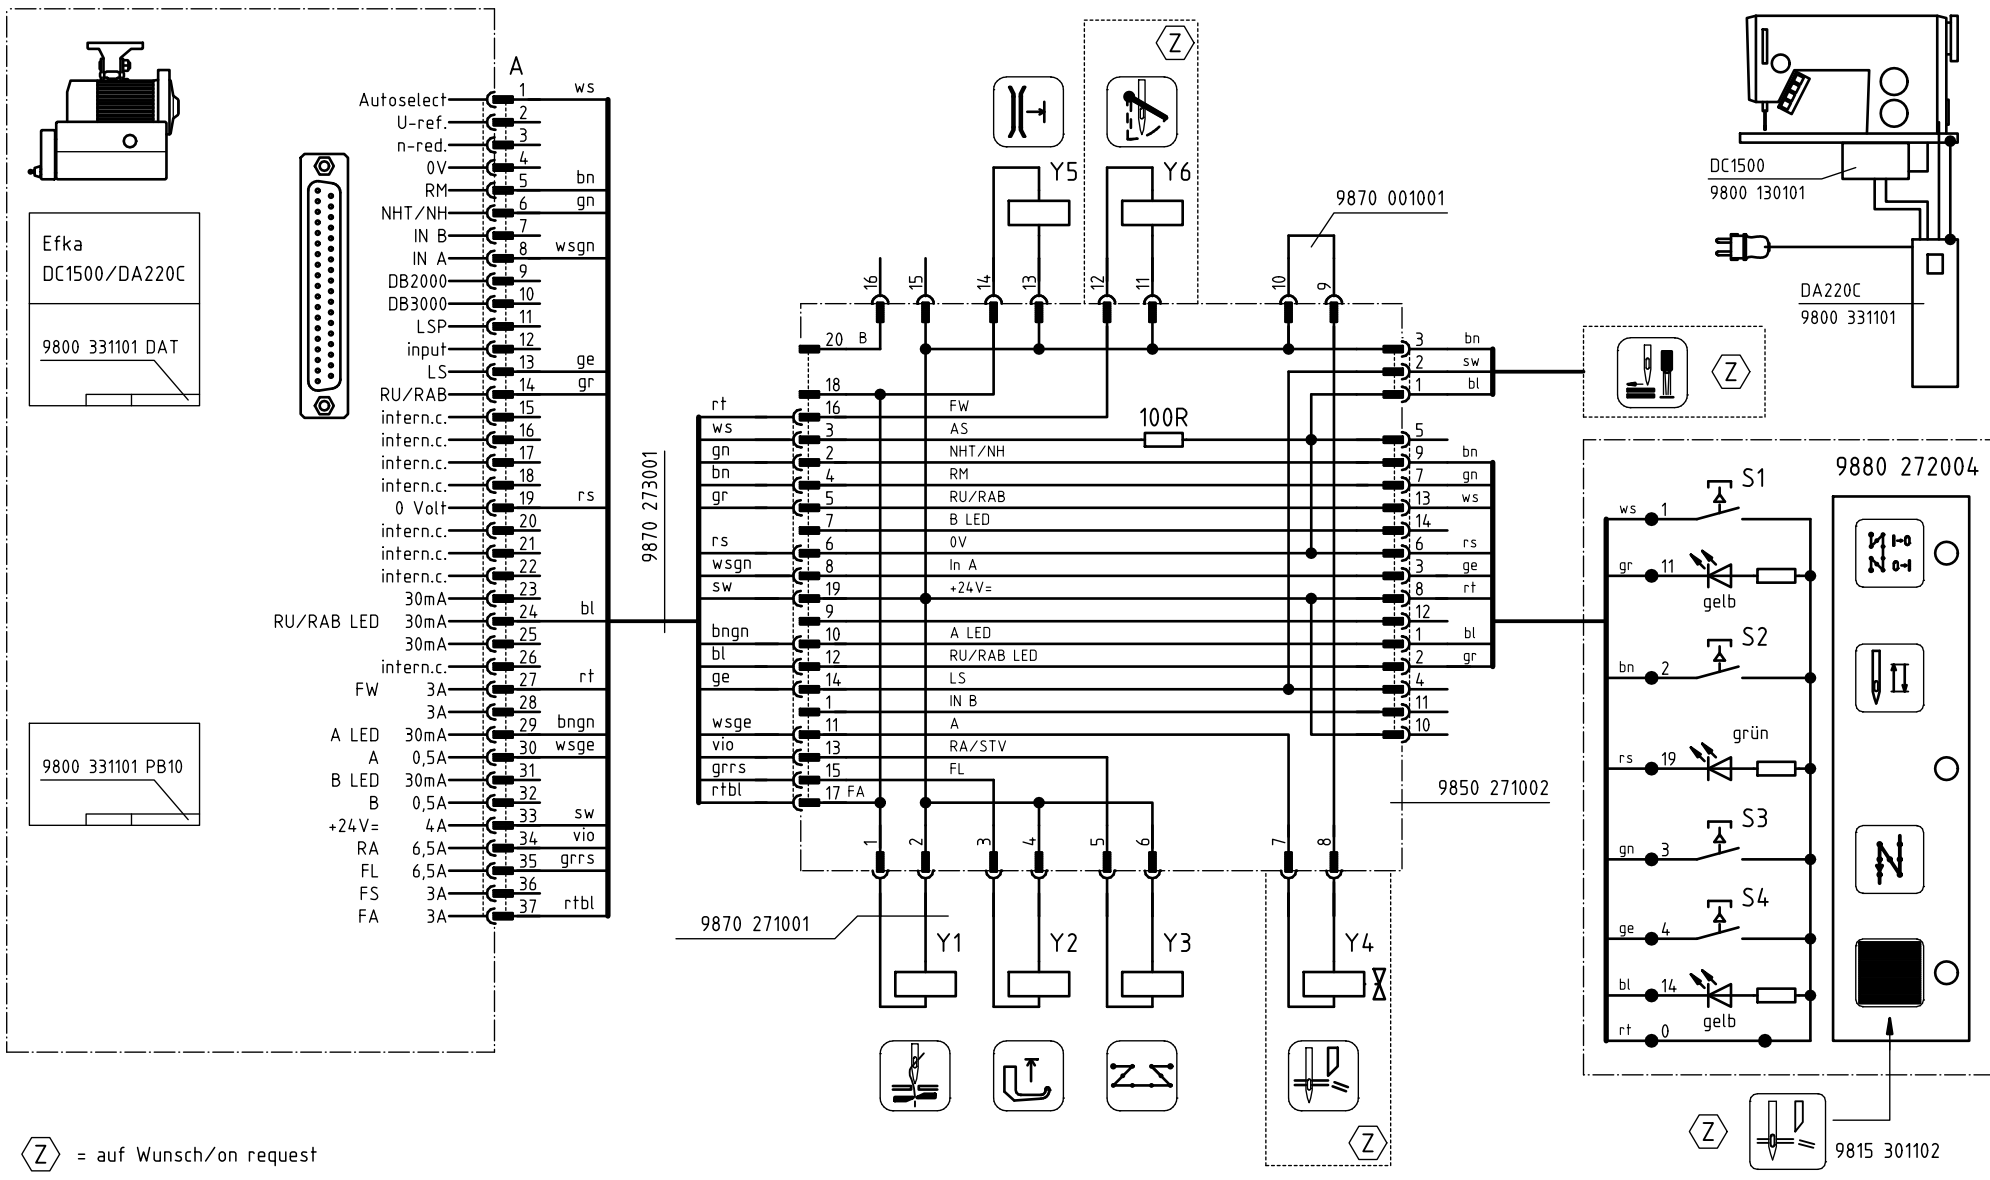 A
Autoselect 1 ws
U-ref. 2
n-red. 3
0V 4
RM 5 bn
NHT/NH 6 gn
IN B 7
IN A 8 wsgn
DB2000 9
DB3000 10
LSP 11
input 12
LS 13 ge
RU/RAB 14 gr
intern.c. 15
intern.c. 16
intern.c. 17
intern.c. 18
0 Volt 19 rs
intern.c. 20
intern.c. 21
intern.c. 22
30mA 23
RU/RAB LED 30mA 24 bl
30mA 25
intern.c. 26
FW 3A 27 rt
3A 28
A LED 30mA 29 bngn
A 0,5A 30 wsge
B LED 30mA 31
B 0,5A 32
+24V= 4A 33 sw
RA 6,5A 34 vio
FL 6,5A 35 grrs
FS 3A 36
FA 3A 37 rtbl
Efka
DC1500/DA220C
9800 331101 DAT
9800 331101 PB10
Z = auf Wunsch/on request
9870 273001
Z
Y5
Y6
9870 001001
16 15 14 13 12 11 10 9
20 B
18
rt 16 FW
ws 3 AS
100R
gn 2 NHT/NH
bn 4 RM
gr 5 RU/RAB
7 B LED
rs 6 0V
wsgn 8 In A
sw 19 +24V=
9
bngn 10 A LED
bl 12 RU/RAB LED
ge 14 LS
1 IN B
wsge 11 A
vio 13 RA/STV
grrs 15 FL
rtbl 17 FA
3 bn
2 sw
1 bl
5
9 bn
7 gn
13 ws
14
6 rs
3 ge
8 rt
12
1 bl
2 gr
4
11
10
9850 271002
1 2 3 4 5 6 7 8
9870 271001
Y1
Y2
Y3
Y4
Z
DC1500
9800 130101
DA220C
9800 331101
Z
9880 272004
S1
ws 1
gr 11
gelb
S2
bn 2
grün
rs 19
S3
gn 3
S4
ge 4
bl 14
gelb
rt 0
I→0
0→I
Z
9815 301102